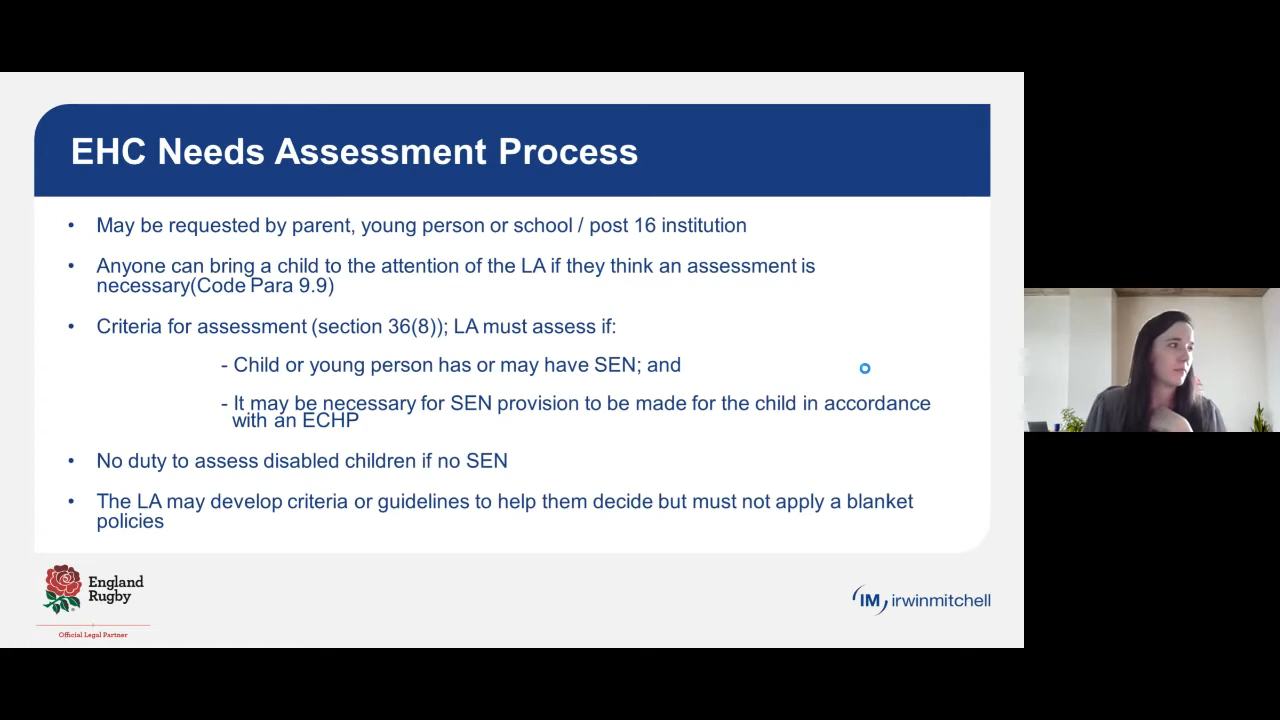 EHC Needs Assessment Process
• May be requested by parent, young person or school / post 16 institution
• Anyone can bring a child to the attention of the LA if they think an assessment is
necessary(Code Para 9.9)
• Criteria for assessment (section 36(8)); LA must assess if:
- Child or young person has or may have SEN; and
- It may be necessary for SEN provision to be made for the child in accordance
with an ECHP
• No duty to assess disabled children if no SEN
• The LA may develop criteria or guidelines to help them decide but must not apply a blanket
policies
England
Rugby
Official Legal Partner
IM irwinmitchell